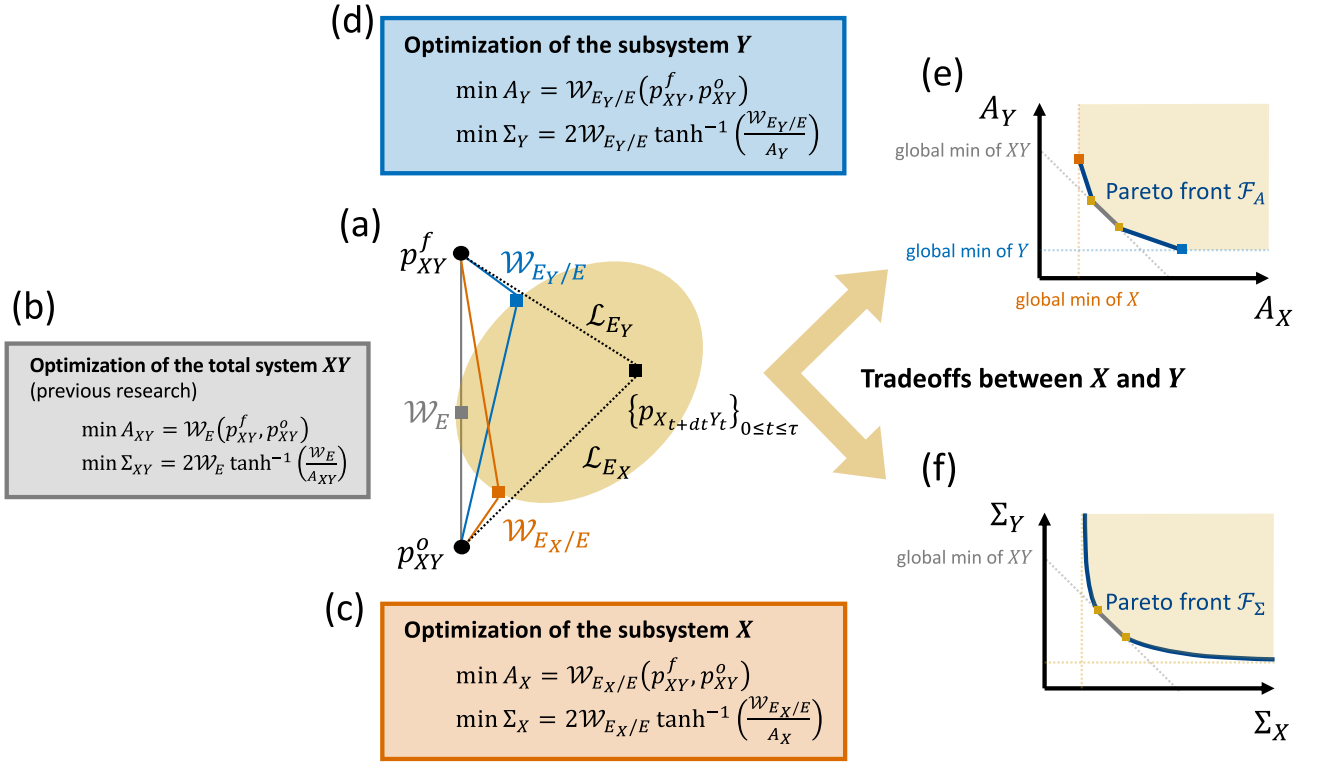 (d)
Optimization of the subsystem Y
min A_Y = 𝒲_{E_Y/E}(p^f_{XY}, p^o_{XY})
min Σ_Y = 2𝒲_{E_Y/E} tanh⁻¹(𝒲_{E_Y/E}/A_Y)
(a)
p^f_{XY}
𝒲_{E_Y/E}
ℒ_{E_Y}
𝒲_E
{p_{X_{t+dt}Y_t}}_{0≤t≤τ}
ℒ_{E_X}
𝒲_{E_X/E}
p^o_{XY}
(b)
Optimization of the total system XY
(previous research)
min A_{XY} = 𝒲_E(p^f_{XY}, p^o_{XY})
min Σ_{XY} = 2𝒲_E tanh⁻¹(𝒲_E/A_{XY})
(c)
Optimization of the subsystem X
min A_X = 𝒲_{E_X/E}(p^f_{XY}, p^o_{XY})
min Σ_X = 2𝒲_{E_X/E} tanh⁻¹(𝒲_{E_X/E}/A_X)
Tradeoffs between X and Y
(e)
A_Y
global min of XY
Pareto front ℱ_A
global min of Y
global min of X
A_X
(f)
Σ_Y
global min of XY
Pareto front ℱ_Σ
Σ_X